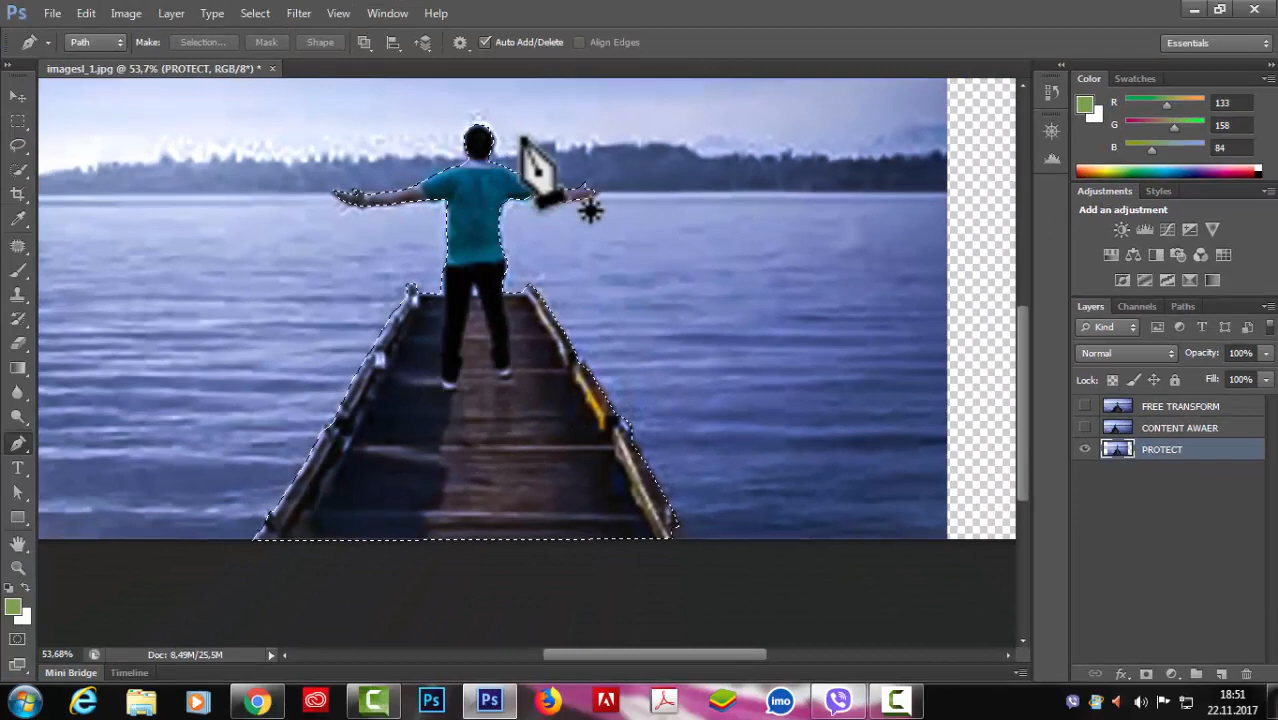 Ps File Edit Image Layer Type Select Filter View Window Help
Path Make: Selection... Mask Shape Auto Add/Delete Align Edges Essentials
imagesl_1.jpg @ 53,7% (PROTECT, RGB/8*) *
Color Swatches
R 133
G 158
B 84
Adjustments Styles
Add an adjustment
Layers Channels Paths
Kind
Normal Opacity: 100%
Lock: Fill: 100%
FREE TRANSFORM
CONTENT AWAER
PROTECT
53,68% Doc: 8,49M/25,5M
Mini Bridge Timeline
Ps Ps imo
18:51
22.11.2017